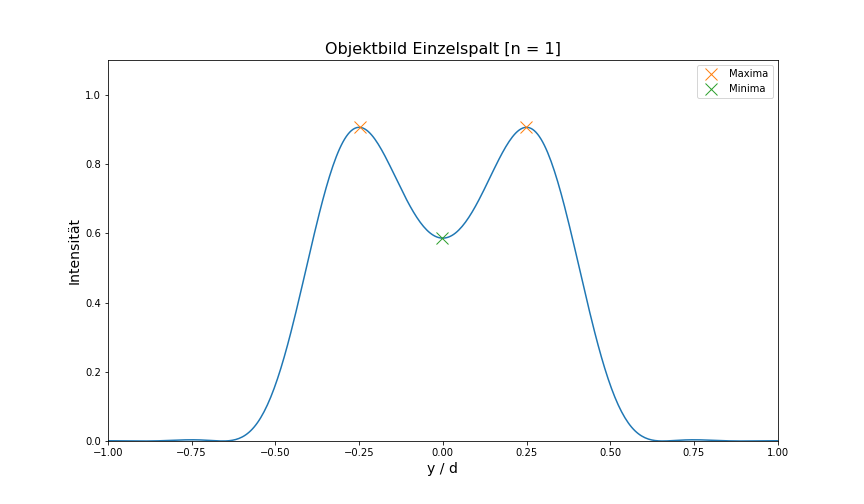 Objektbild Einzelspalt [n = 1]
Maxima
Minima
Intensität
1.0
0.8
0.6
0.4
0.2
0.0
−1.00 −0.75 −0.50 −0.25 0.00 0.25 0.50 0.75 1.00
y / d